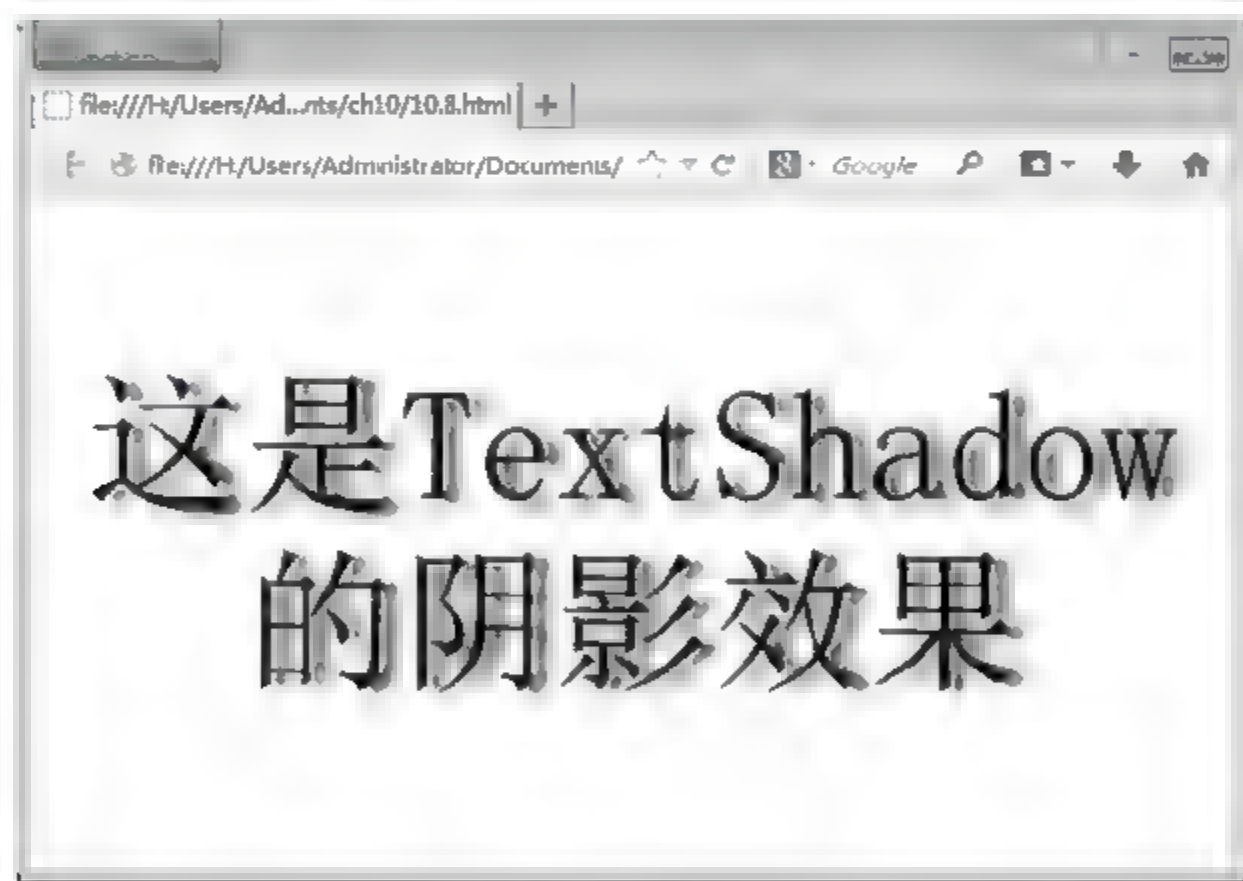 file:///H:/Users/Ad...nts/ch10/10.8.html
file:///H:/Users/Administrator/Documents/
Google
这是TextShadow
的阴影效果